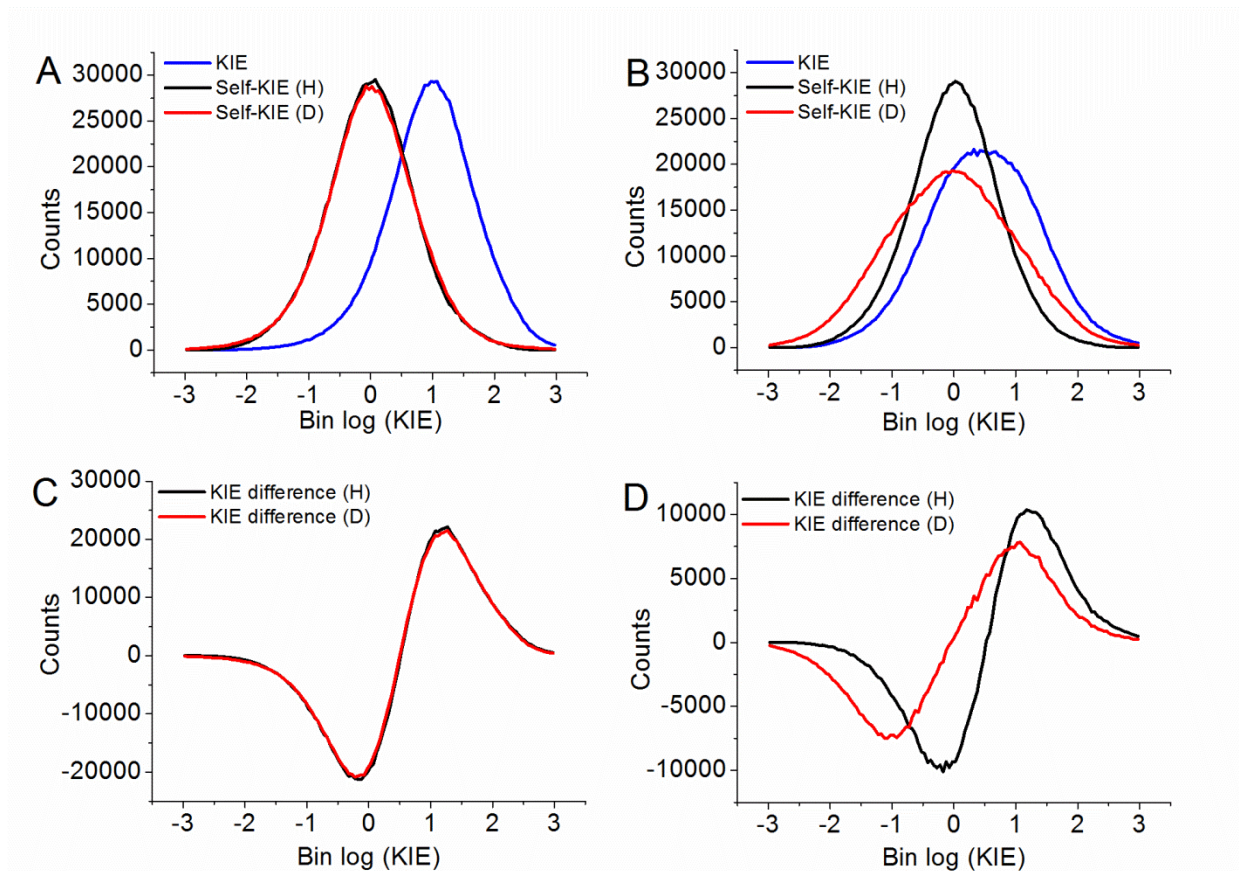 A
KIE
Self-KIE (H)
Self-KIE (D)
30000
25000
20000
15000
10000
5000
0
Counts
-3 -2 -1 0 1 2 3
Bin log (KIE)
B
KIE
Self-KIE (H)
Self-KIE (D)
30000
25000
20000
15000
10000
5000
0
Counts
-3 -2 -1 0 1 2 3
Bin log (KIE)
C
KIE difference (H)
KIE difference (D)
30000
20000
10000
0
-10000
-20000
Counts
-3 -2 -1 0 1 2 3
Bin log (KIE)
D
KIE difference (H)
KIE difference (D)
10000
5000
0
-5000
-10000
Counts
-3 -2 -1 0 1 2 3
Bin log (KIE)